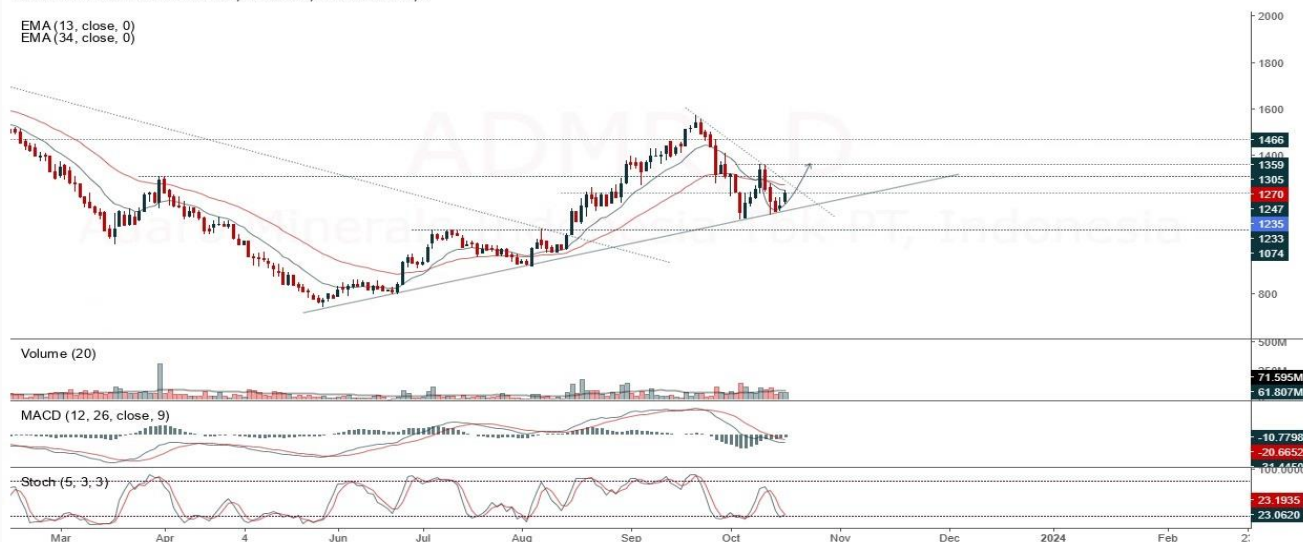 EMA (13, close, 0)
EMA (34, close, 0)
2000
1800
1600
1466
1400
1359
1305
1270
1247
1235
1233
1074
800
Volume (20)
500M
71.595M
61.807M
MACD (12, 26, close, 9)
-10.7798
-20.6652
Stoch (5, 3, 3)
100.0000
23.1935
23.0620
Mar Apr 4 Jun Jul Aug Sep Oct Nov Dec 2024 Feb